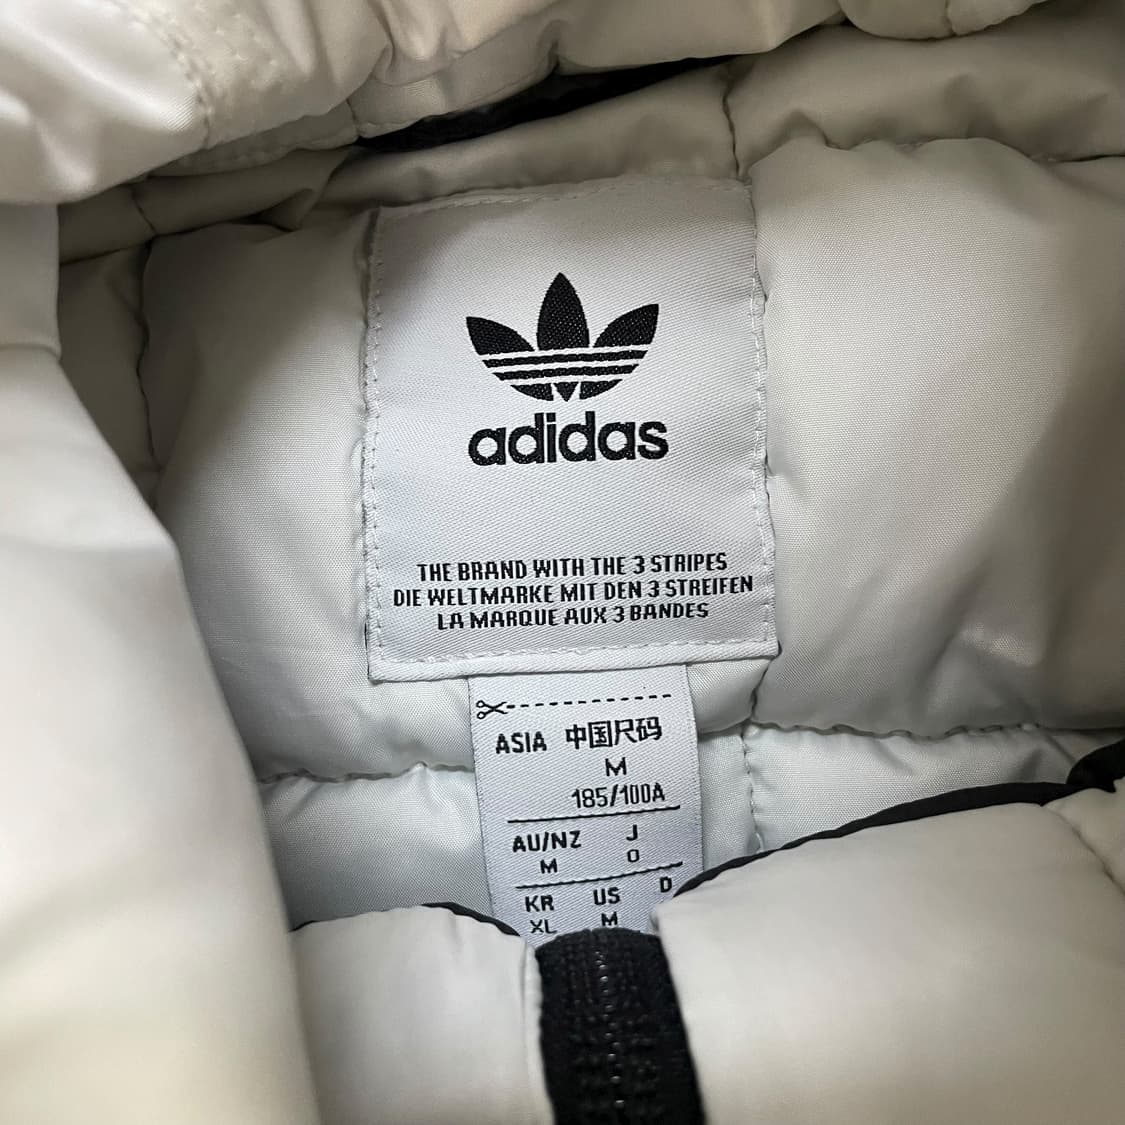 adidas
THE BRAND WITH THE 3 STRIPES
DIE WELTMARKE MIT DEN 3 STREIFEN
LA MARQUE AUX 3 BANDES
ASIA 中国尺码
M
185/100A
AU/NZ J
M O
KR US D
XL M